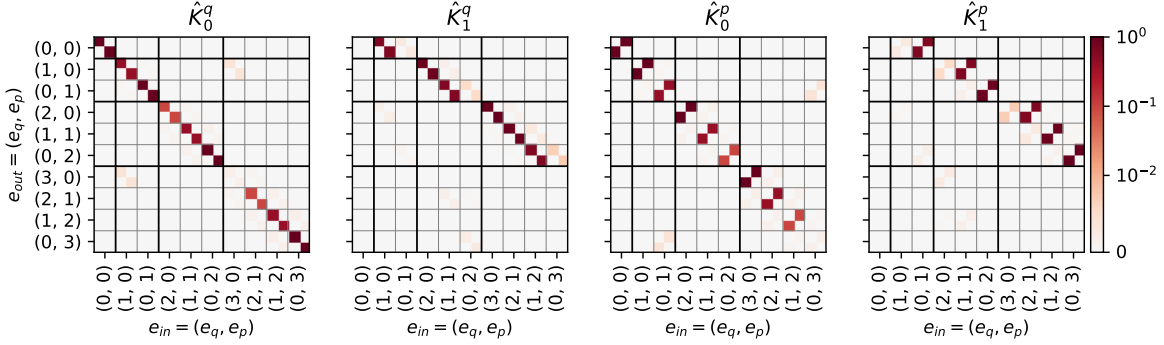 K̂₀^q K̂₁^q K̂₀^p K̂₁^p
e_out = (e_q, e_p)
(0, 0)
(1, 0)
(0, 1)
(2, 0)
(1, 1)
(0, 2)
(3, 0)
(2, 1)
(1, 2)
(0, 3)
10⁰
10⁻¹
10⁻²
0
(0, 0) (1, 0) (0, 1) (2, 0) (1, 1) (0, 2) (3, 0) (2, 1) (1, 2) (0, 3)
e_in = (e_q, e_p)
(0, 0) (1, 0) (0, 1) (2, 0) (1, 1) (0, 2) (3, 0) (2, 1) (1, 2) (0, 3)
e_in = (e_q, e_p)
(0, 0) (1, 0) (0, 1) (2, 0) (1, 1) (0, 2) (3, 0) (2, 1) (1, 2) (0, 3)
e_in = (e_q, e_p)
(0, 0) (1, 0) (0, 1) (2, 0) (1, 1) (0, 2) (3, 0) (2, 1) (1, 2) (0, 3)
e_in = (e_q, e_p)